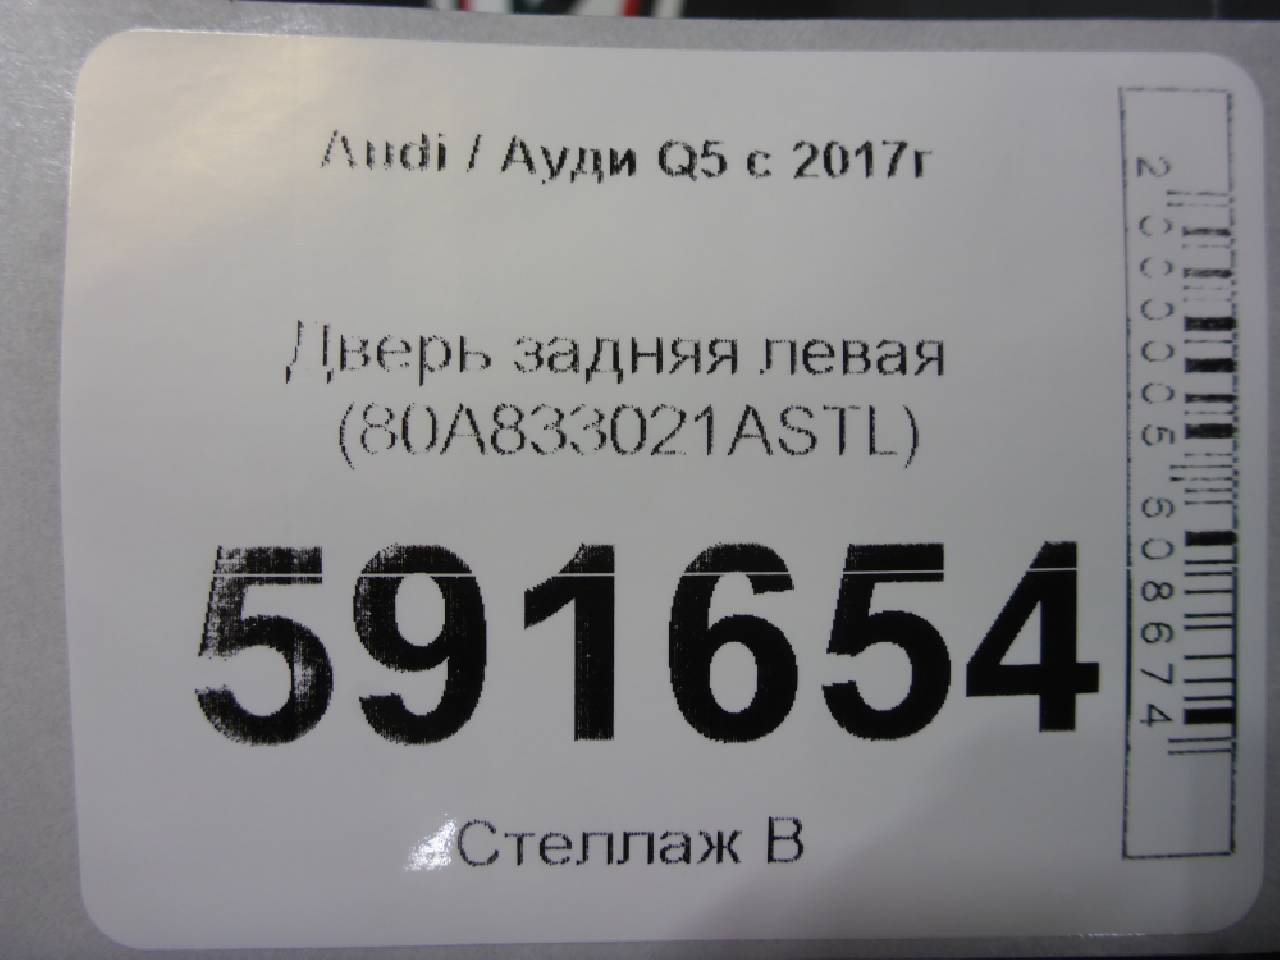 Audi / Ауди Q5 с 2017г
Дверь задняя левая
(80A833021ASTL)
591654
Стеллаж В
2000005608674